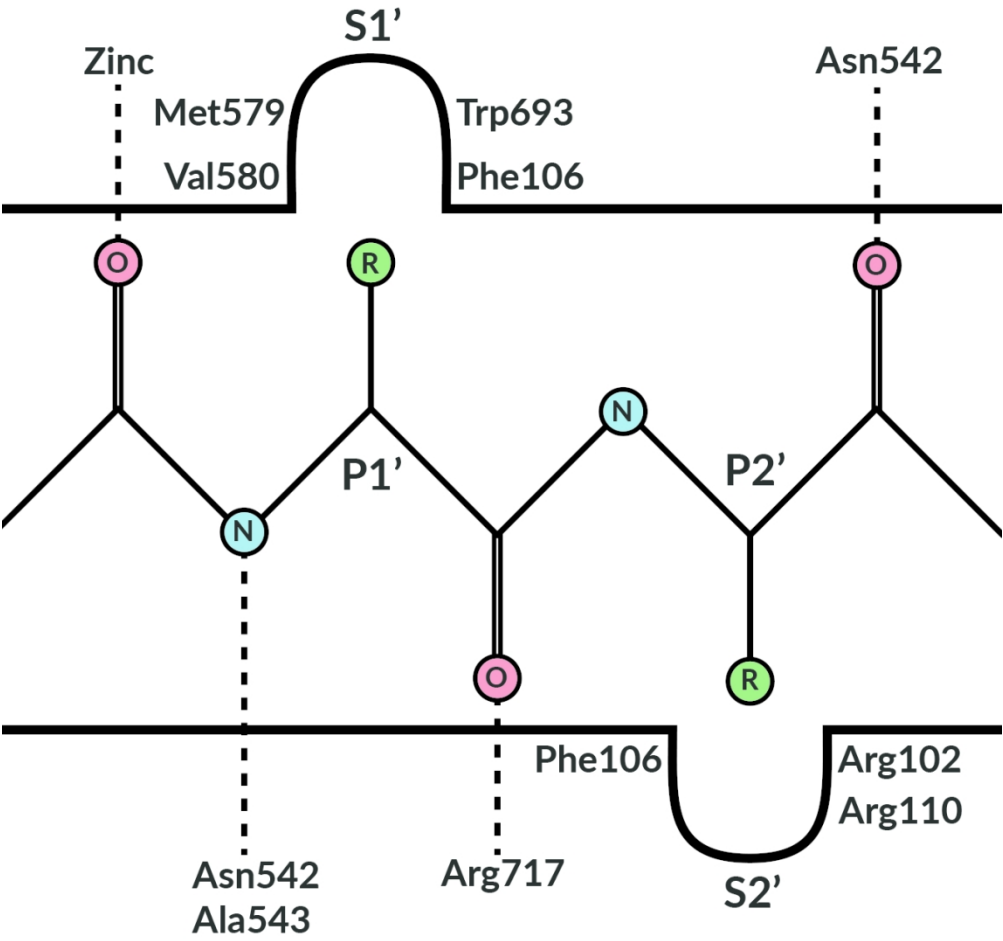 S1’
Zinc
Asn542
Met579
Trp693
Val580
Phe106
O
R
O
N
P1’
P2’
N
O
R
Phe106
Arg102
Arg110
Asn542
Arg717
Ala543
S2’